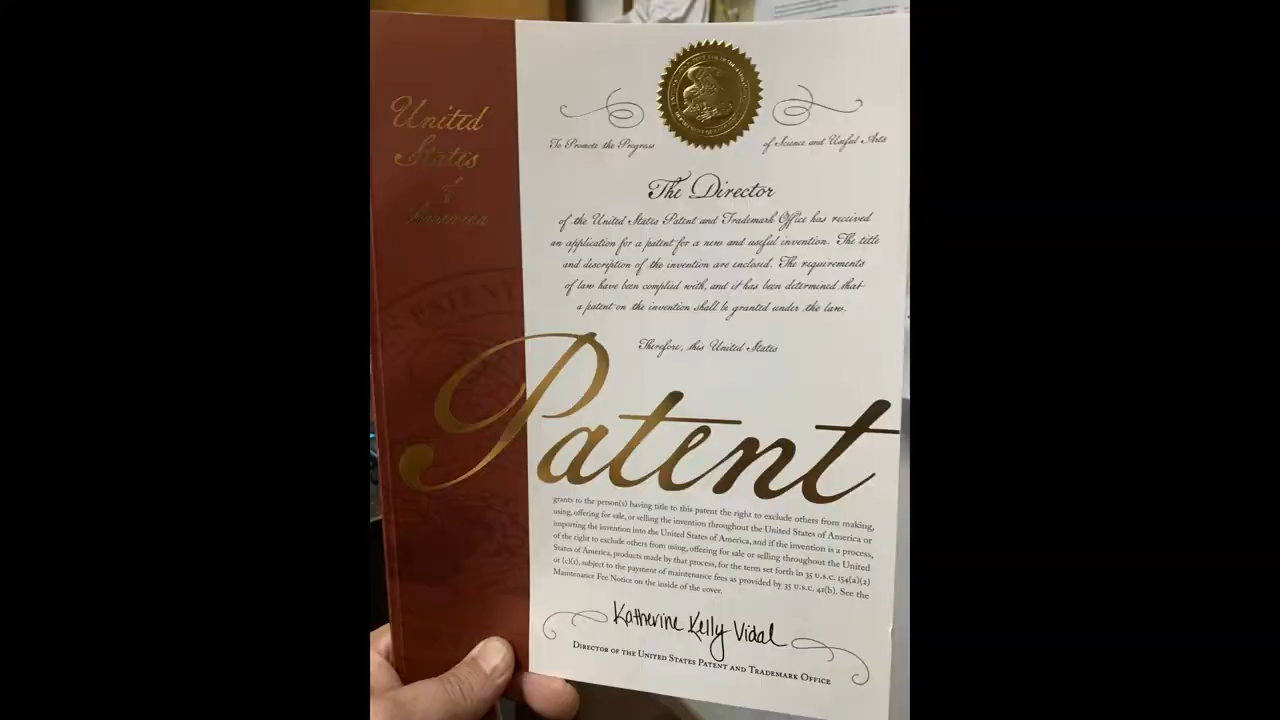 United
States
of
America
To Promote the Progress
of Science and Useful Arts
The Director
of the United States Patent and Trademark Office has received
an application for a patent for a new and useful invention. The title
and description of the invention are enclosed. The requirements
of law have been complied with, and it has been determined that
a patent on the invention shall be granted under the law.
Therefore, this United States
Patent
grants to the person(s) having title to this patent the right to exclude others from making,
using, offering for sale, or selling the invention throughout the United States of America or
importing the invention into the United States of America, and if the invention is a process,
of the right to exclude others from using, offering for sale or selling throughout the United
States of America, products made by that process, for the term set forth in 35 U.S.C. 154(a)(2)
or (c)(1), subject to the payment of maintenance fees as provided by 35 U.S.C. 41(b). See the
Maintenance Fee Notice on the inside of the cover.
Katherine Kelly Vidal
DIRECTOR OF THE UNITED STATES PATENT AND TRADEMARK OFFICE